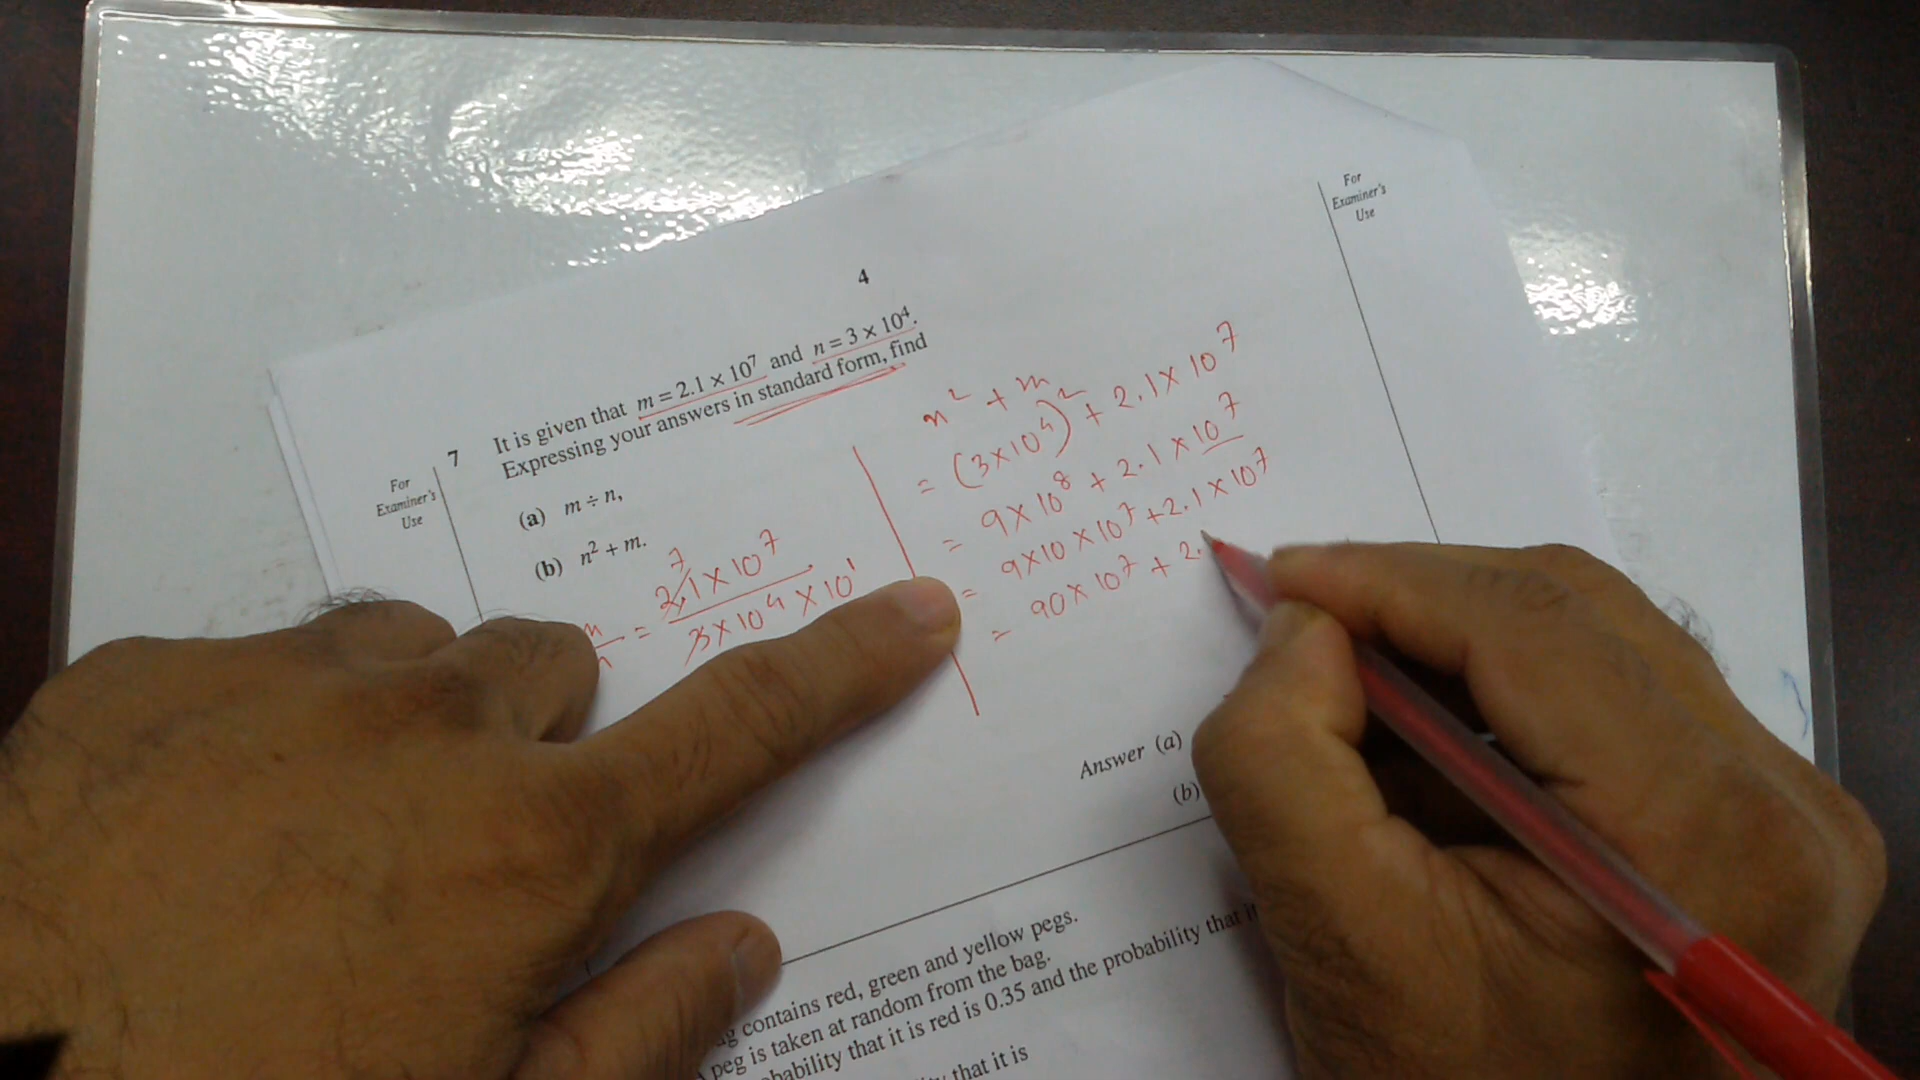 4
For
Examiner's
Use
For
Examiner's
Use
7 It is given that m = 2.1 × 10⁷ and n = 3 × 10⁴.
Expressing your answers in standard form, find
(a) m ÷ n,
(b) n² + m.
m/n = 2.1 × 10⁷ / 3 × 10⁴ × 10¹
7
n² + m
= (3×10⁴)² + 2.1 × 10⁷
= 9 × 10⁸ + 2.1 × 10⁷
= 9×10 × 10⁷ + 2.1 × 10⁷
= 90 × 10⁷ + 2.
Answer (a)
(b)
contains red, green and yellow pegs.
peg is taken at random from the bag.
that it is red is 0.35 and the probability that it
that it is